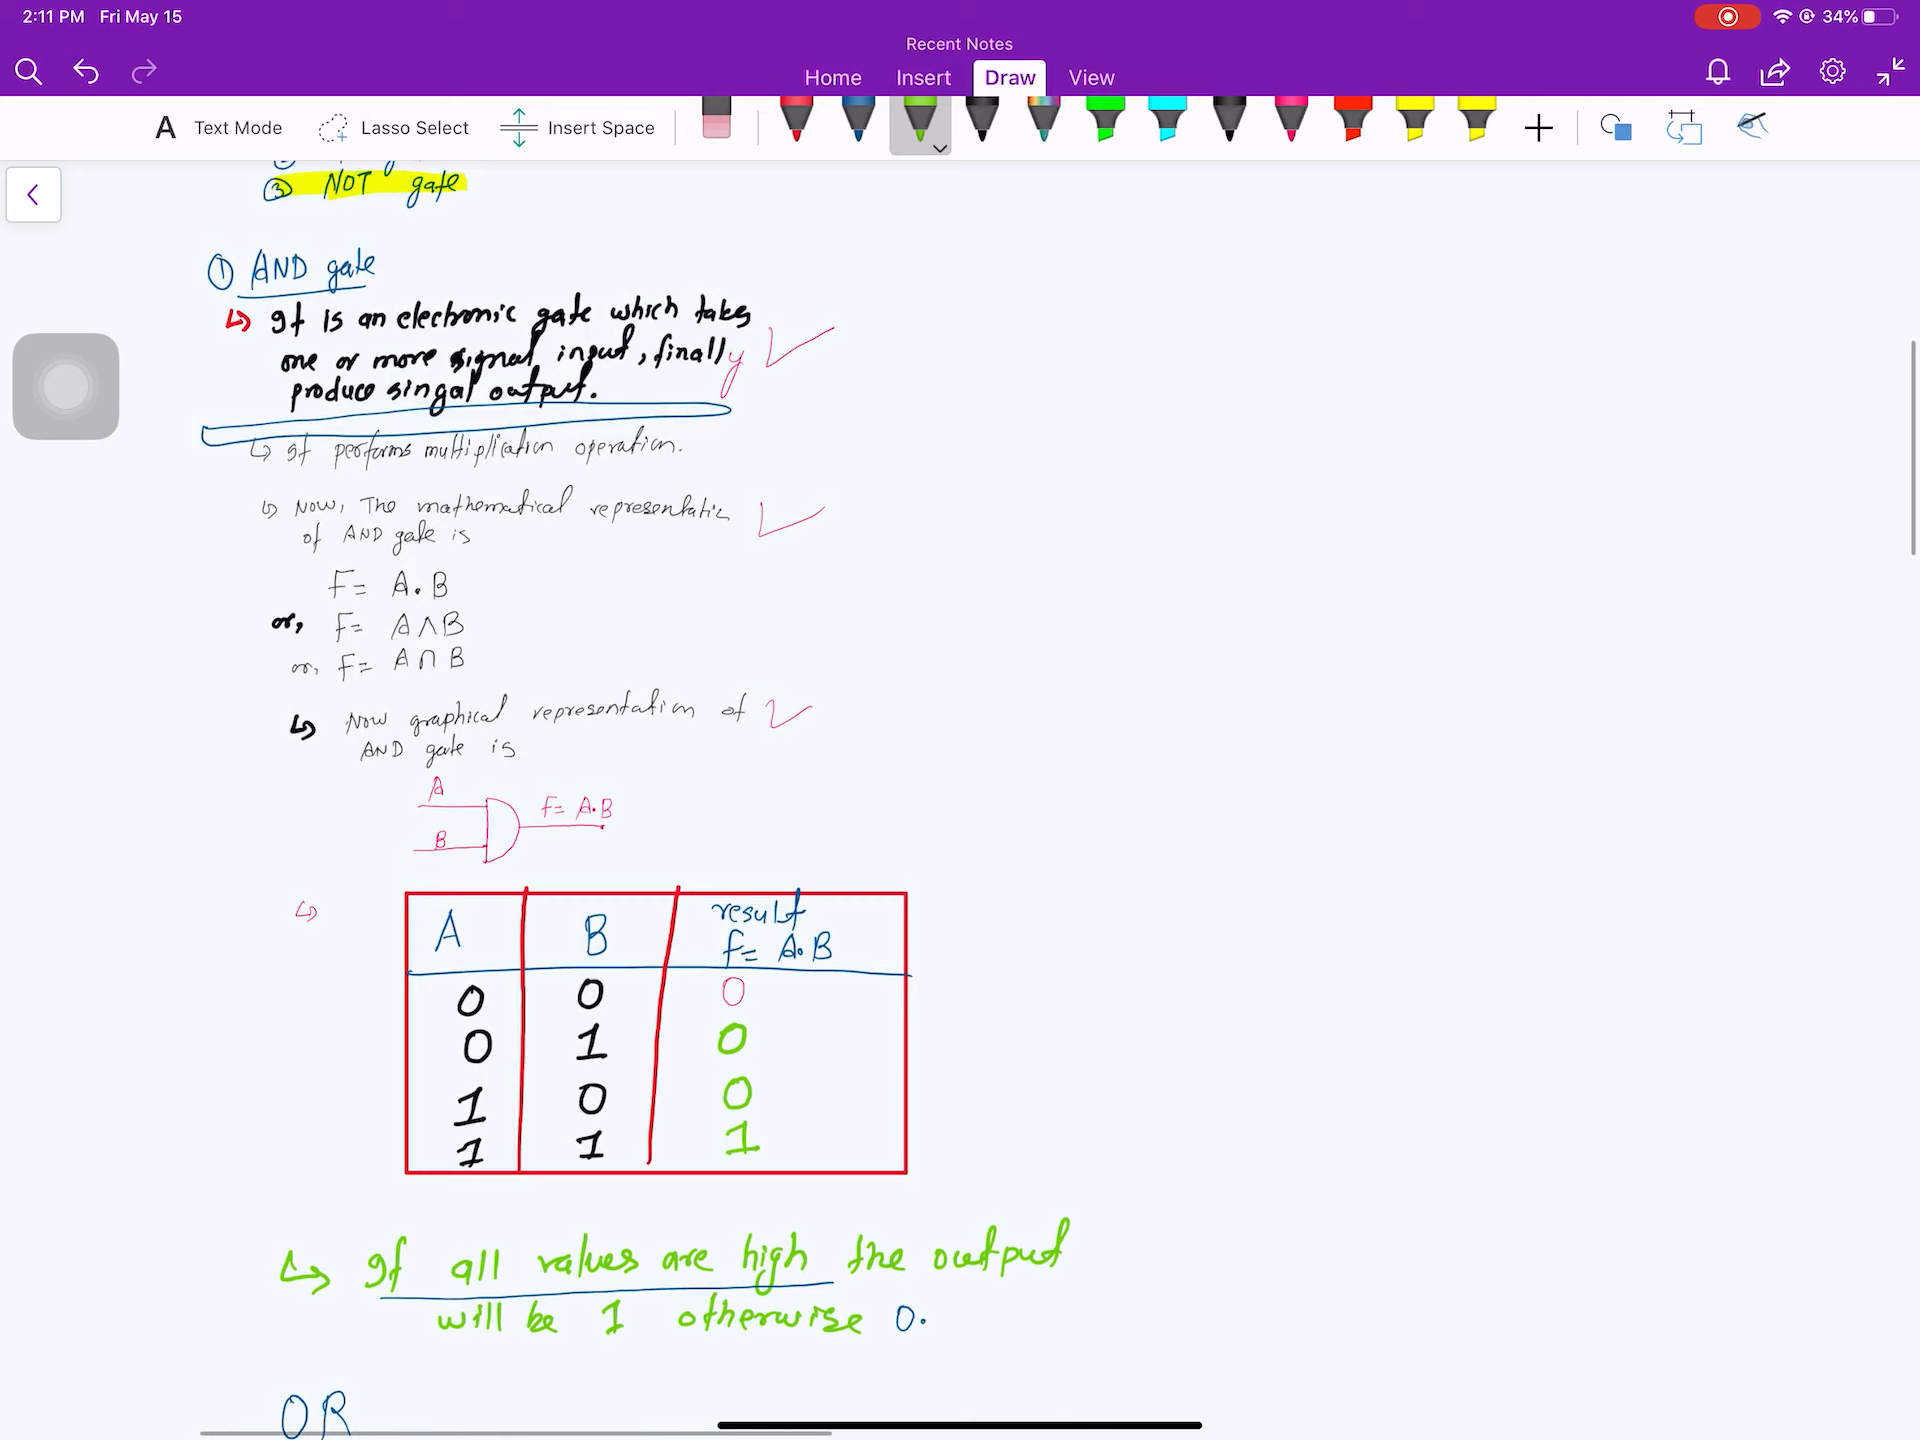 2:11 PM Fri May 15
34%
Recent Notes
Home Insert Draw View
A Text Mode Lasso Select Insert Space
③ NOT gate
① AND gate
↳ It is an electronic gate which takes
one or more signal input, finally
produce singal output.
↳ It performs multiplication operation.
↳ Now, The mathematical representatic
of AND gate is
F= A.B
or, F= A∧B
or, F= A∩B
↳ Now graphical representation of
AND gate is
A
F= A.B
B
↳
A B result
f= A.B
0 0 0
0 1 0
1 0 0
1 1 1
↳ If all values are high the output
will be 1 otherwise 0.
OR